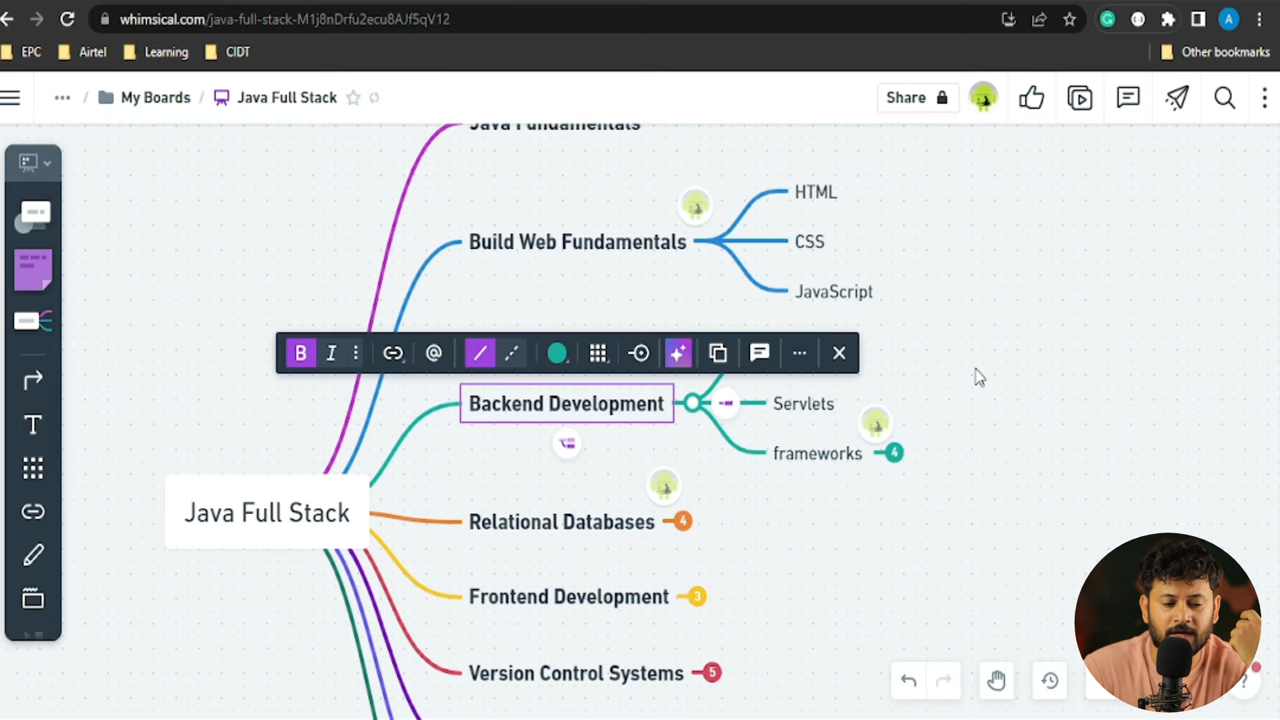 whimsical.com/java-full-stack-M1j8nDrfu2ecu8AJf5qV12
A
EPC
Airtel
Learning
CIDT
Other bookmarks
My Boards / Java Full Stack
Share
Java Fundamentals
HTML
Build Web Fundamentals
CSS
JavaScript
B I
Backend Development
Servlets
frameworks 4
Java Full Stack
Relational Databases 4
Frontend Development 3
Version Control Systems 5
T
?